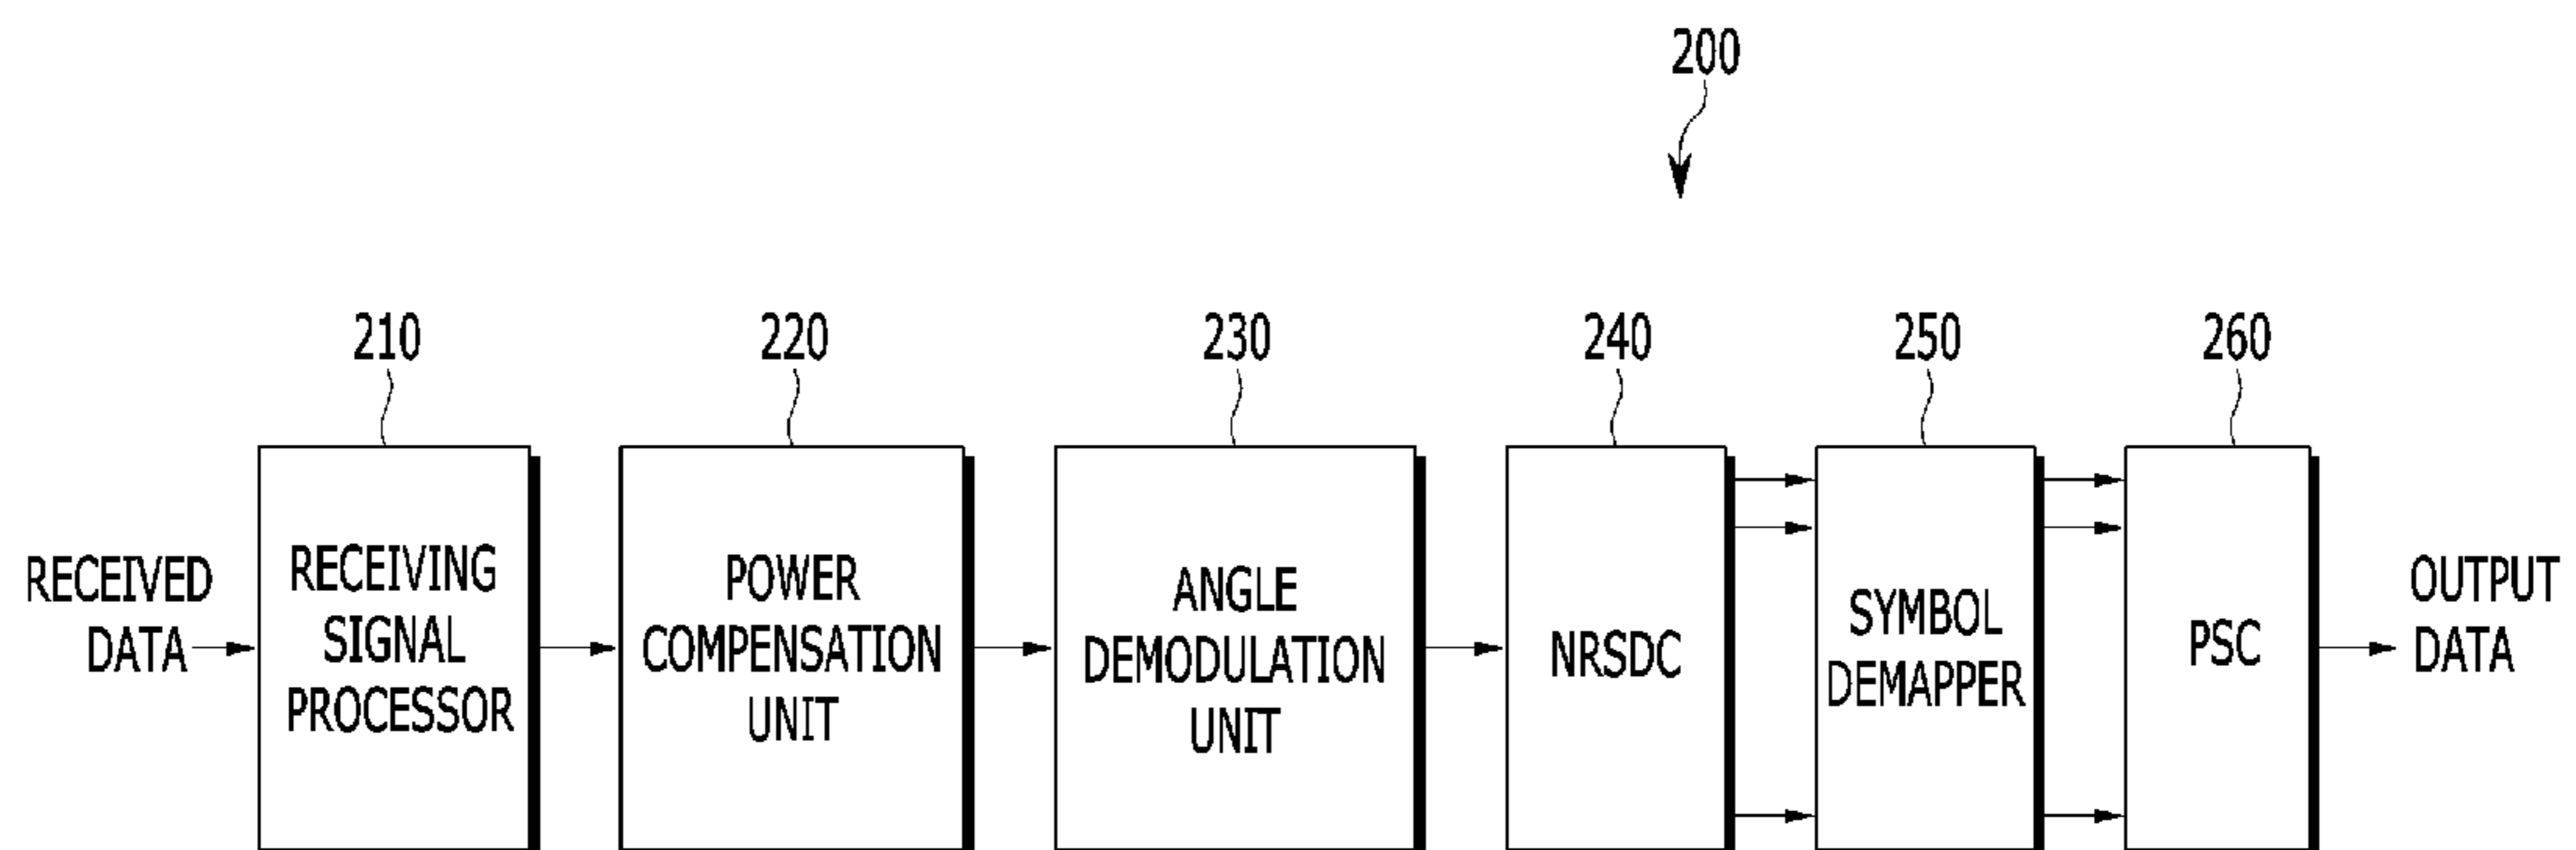 200
210
220
230
240
250
260
RECEIVED
DATA
RECEIVING
SIGNAL
PROCESSOR
POWER
COMPENSATION
UNIT
ANGLE
DEMODULATION
UNIT
NRSDC
SYMBOL
DEMAPPER
PSC
OUTPUT
DATA